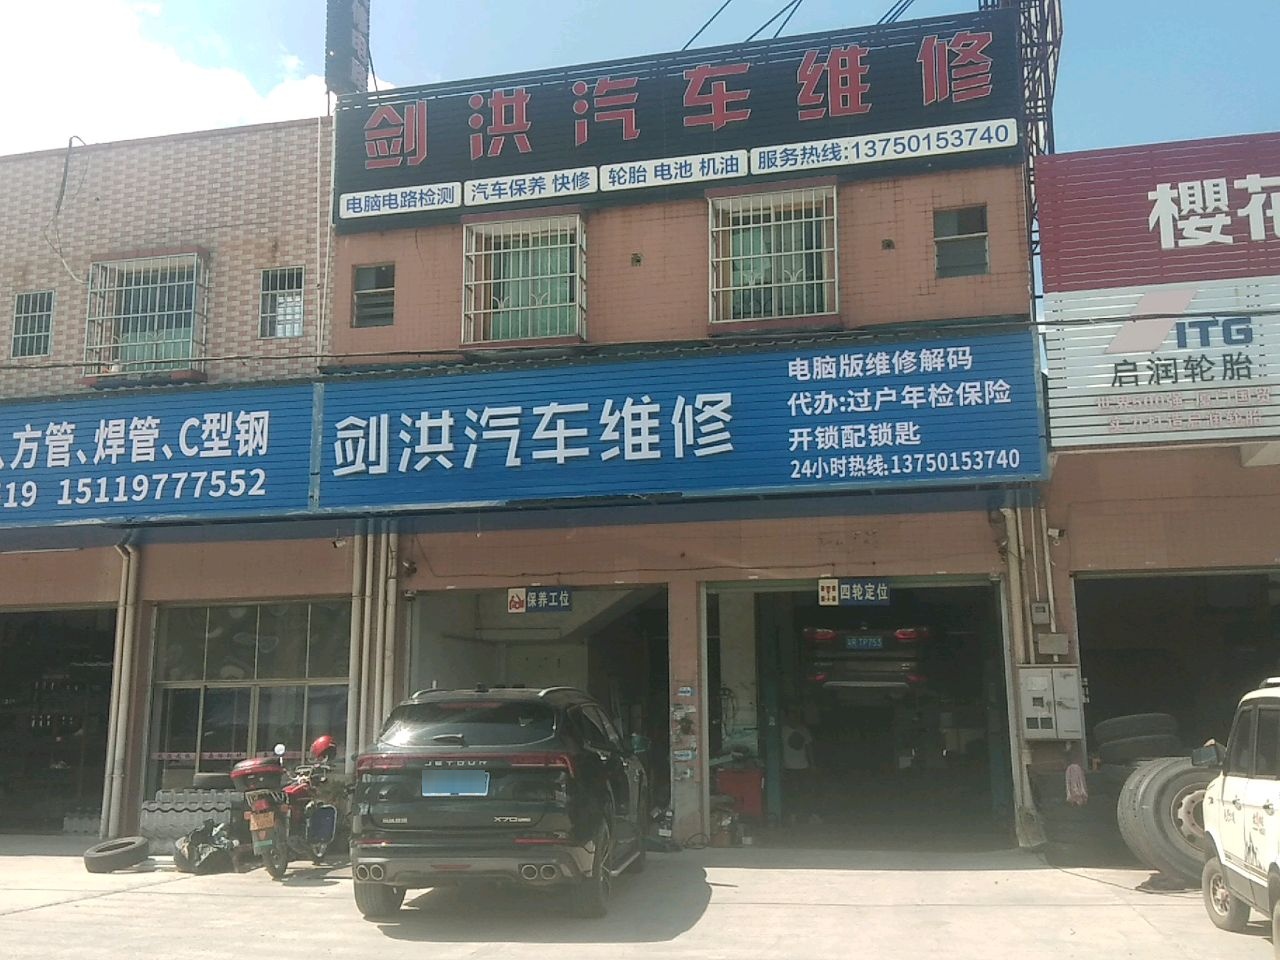 剑洪汽车维修
电脑电路检测 汽车保养 快修 轮胎 电池 机油 服务热线:13750153740
櫻花
ITG
启润轮胎
方管、焊管、C型钢
15119777552
剑洪汽车维修
电脑版维修解码
代办:过户年检保险
开锁配锁匙
24小时热线:13750153740
保养工位
四轮定位
JETOUR
X70